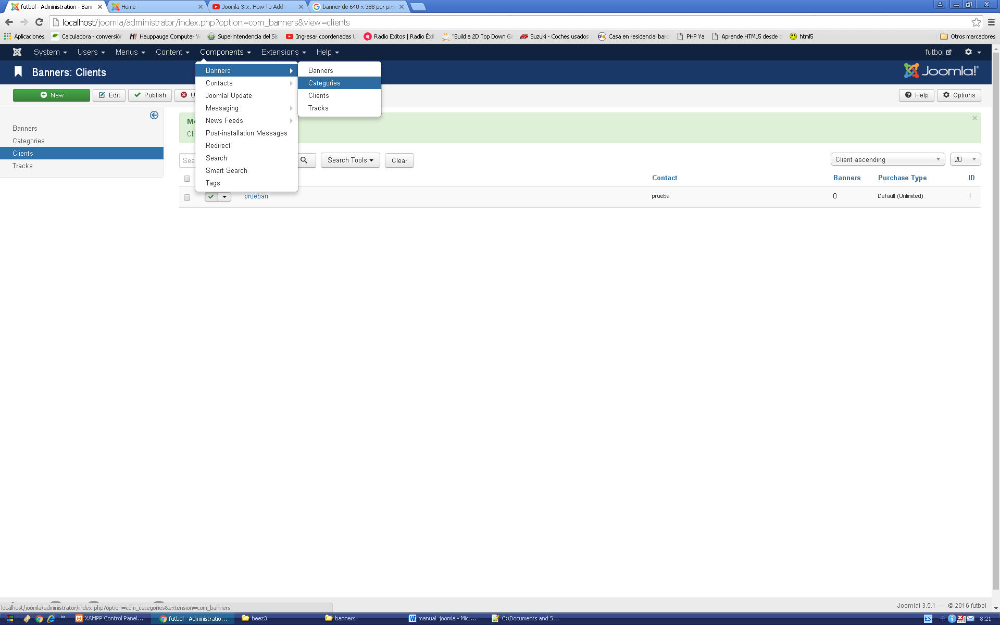 futbol - Administration - Bann
Home
Joomla 3.x. How To Add
banner de 640 x 388 por pix
localhost/joomla/administrator/index.php?option=com_banners&view=clients
Aplicaciones
Calculadora - conversión
Hauppauge Computer W
Superintendencia del Sis
Ingresar coordenadas U
Radio Exitos | Radio Éxit
"Build a 2D Top Down Ga
Suzuki - Coches usados
Casa en residencial barc
PHP Ya
Aprende HTML5 desde c
html5
Otros marcadores
System
Users
Menus
Content
Components
Extensions
Help
futbol
Banners: Clients
Joomla!
Banners
Contacts
Joomla! Update
Messaging
News Feeds
Post-installation Messages
Redirect
Search
Smart Search
Tags
Banners
Categories
Clients
Tracks
New
Edit
Publish
U
Help
Options
Banners
Categories
Clients
Tracks
Me
Cli
Sea
Search Tools
Clear
Client ascending
20
Contact
Banners
Purchase Type
ID
prueban
prueba
0
Default (Unlimited)
1
localhost/joomla/administrator/index.php?option=com_categories&extension=com_banners
Joomla! 3.5.1 — © 2016 futbol
XAMPP Control Panel...
futbol - Administratio...
beez3
banners
manual joomla - Micr...
C:\Documents and S...
ES
8:21